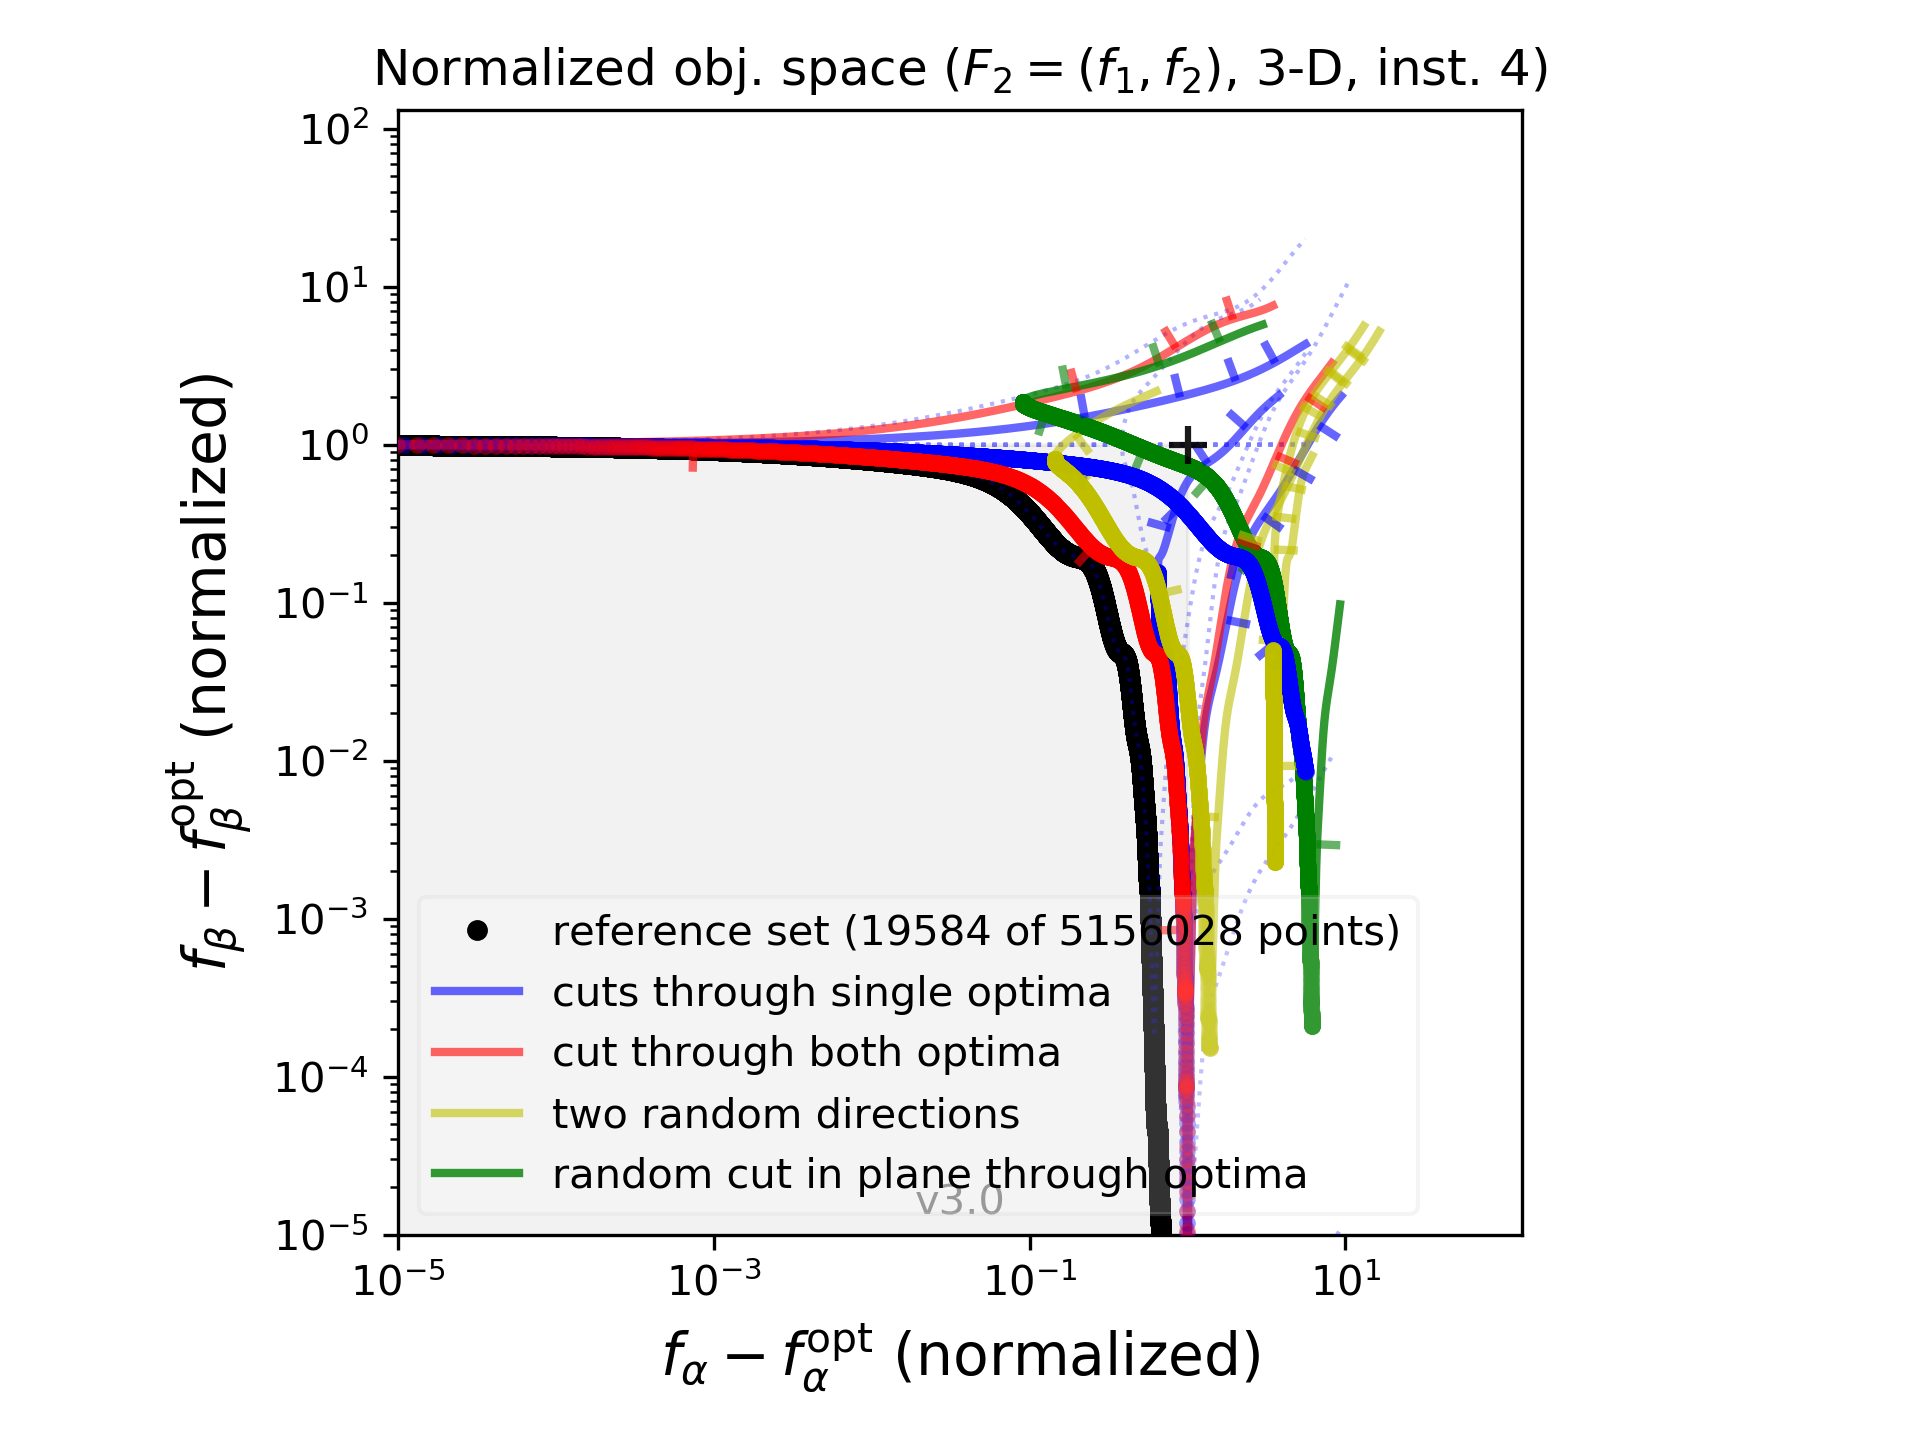 Normalized obj. space (F₂ = (f₁, f₂), 3-D, inst. 4)
10²
10¹
10⁰
10⁻¹
10⁻²
10⁻³
10⁻⁴
10⁻⁵
f_β − f_β^opt (normalized)
reference set (19584 of 5156028 points)
cuts through single optima
cut through both optima
two random directions
random cut in plane through optima
v3.0
10⁻⁵ 10⁻³ 10⁻¹ 10¹
f_α − f_α^opt (normalized)